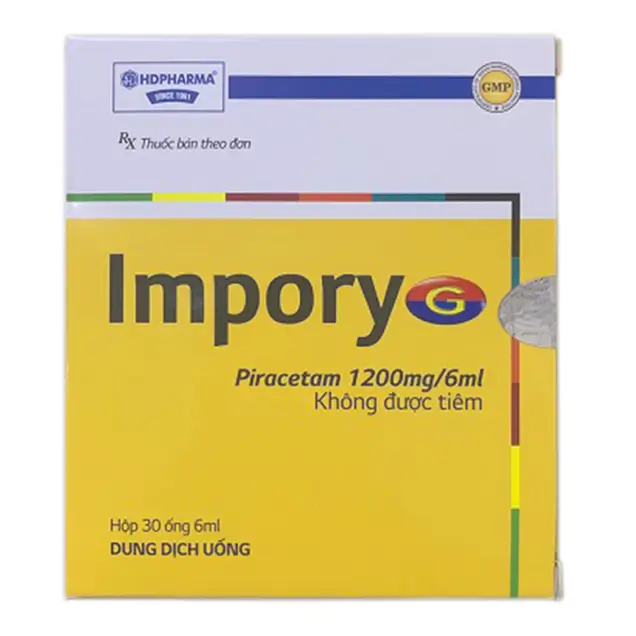 HDPHARMA®
SINCE 1961
GMP
Rx Thuốc bán theo đơn
Impory G
Piracetam 1200mg/6ml
Không được tiêm
Hộp 30 ống 6ml
DUNG DỊCH UỐNG